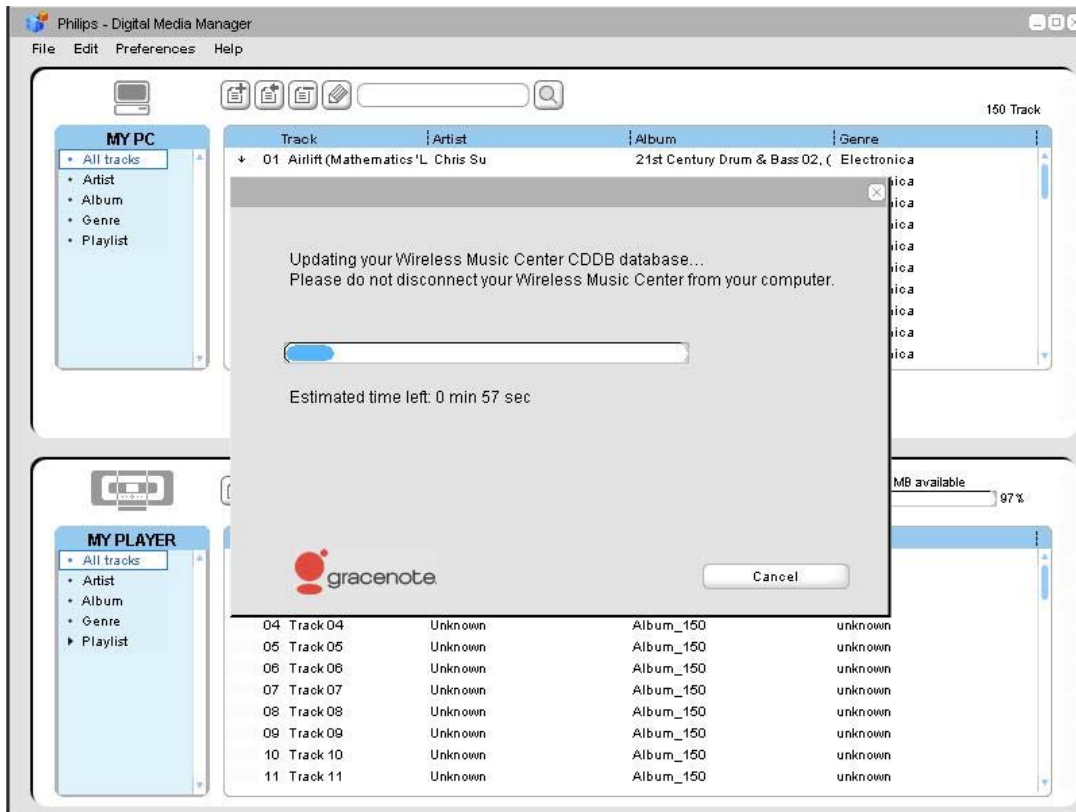 Philips - Digital Media Manager
File Edit Preferences Help
150 Track
MY PC
Track Artist Album Genre
All tracks
01 Airlift (Mathematics 'L Chris Su 21st Century Drum & Bass 02, ( Electronica
Artist
Album
Genre
Playlist
Updating your Wireless Music Center CDDB database...
Please do not disconnect your Wireless Music Center from your computer.
Estimated time left: 0 min 57 sec
MB available
97%
MY PLAYER
All tracks
Artist
Album
Genre
Playlist
gracenote.
Cancel
04 Track 04 Unknown Album_150 unknown
05 Track 05 Unknown Album_150 unknown
06 Track 06 Unknown Album_150 unknown
07 Track 07 Unknown Album_150 unknown
08 Track 08 Unknown Album_150 unknown
09 Track 09 Unknown Album_150 unknown
10 Track 10 Unknown Album_150 unknown
11 Track 11 Unknown Album_150 unknown